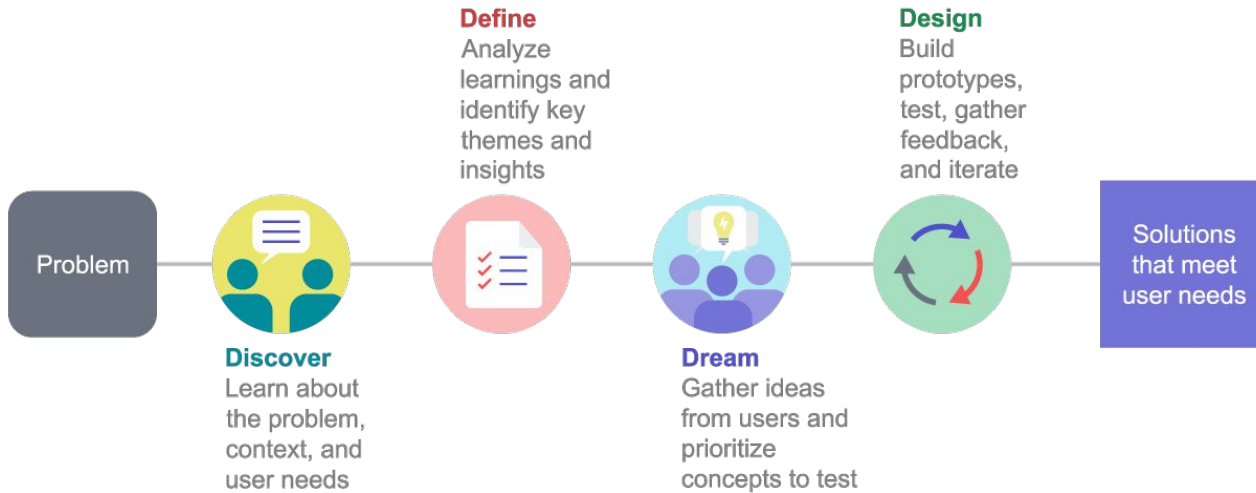 Problem
Discover
Learn about
the problem,
context, and
user needs
Define
Analyze
learnings and
identify key
themes and
insights
Dream
Gather ideas
from users and
prioritize
concepts to test
Design
Build
prototypes,
test, gather
feedback,
and iterate
Solutions
that meet
user needs